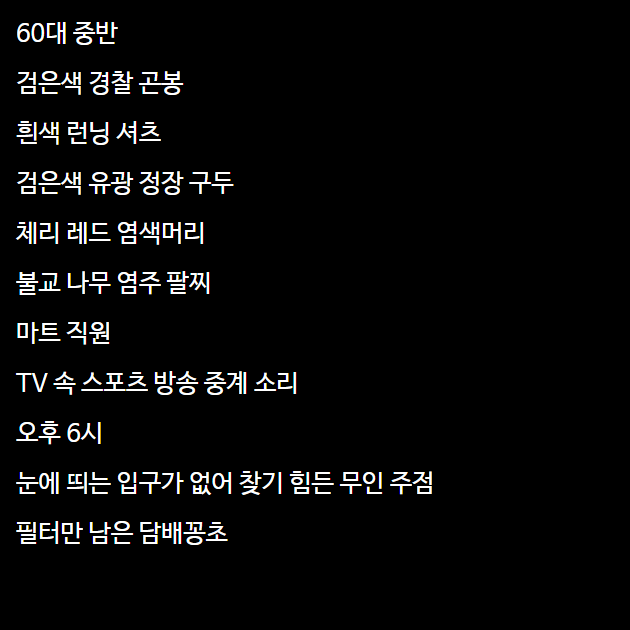 60대 중반
검은색 경찰 곤봉
흰색 런닝 셔츠
검은색 유광 정장 구두
체리 레드 염색머리
불교 나무 염주 팔찌
마트 직원
TV 속 스포츠 방송 중계 소리
오후 6시
눈에 띄는 입구가 없어 찾기 힘든 무인 주점
필터만 남은 담배꽁초